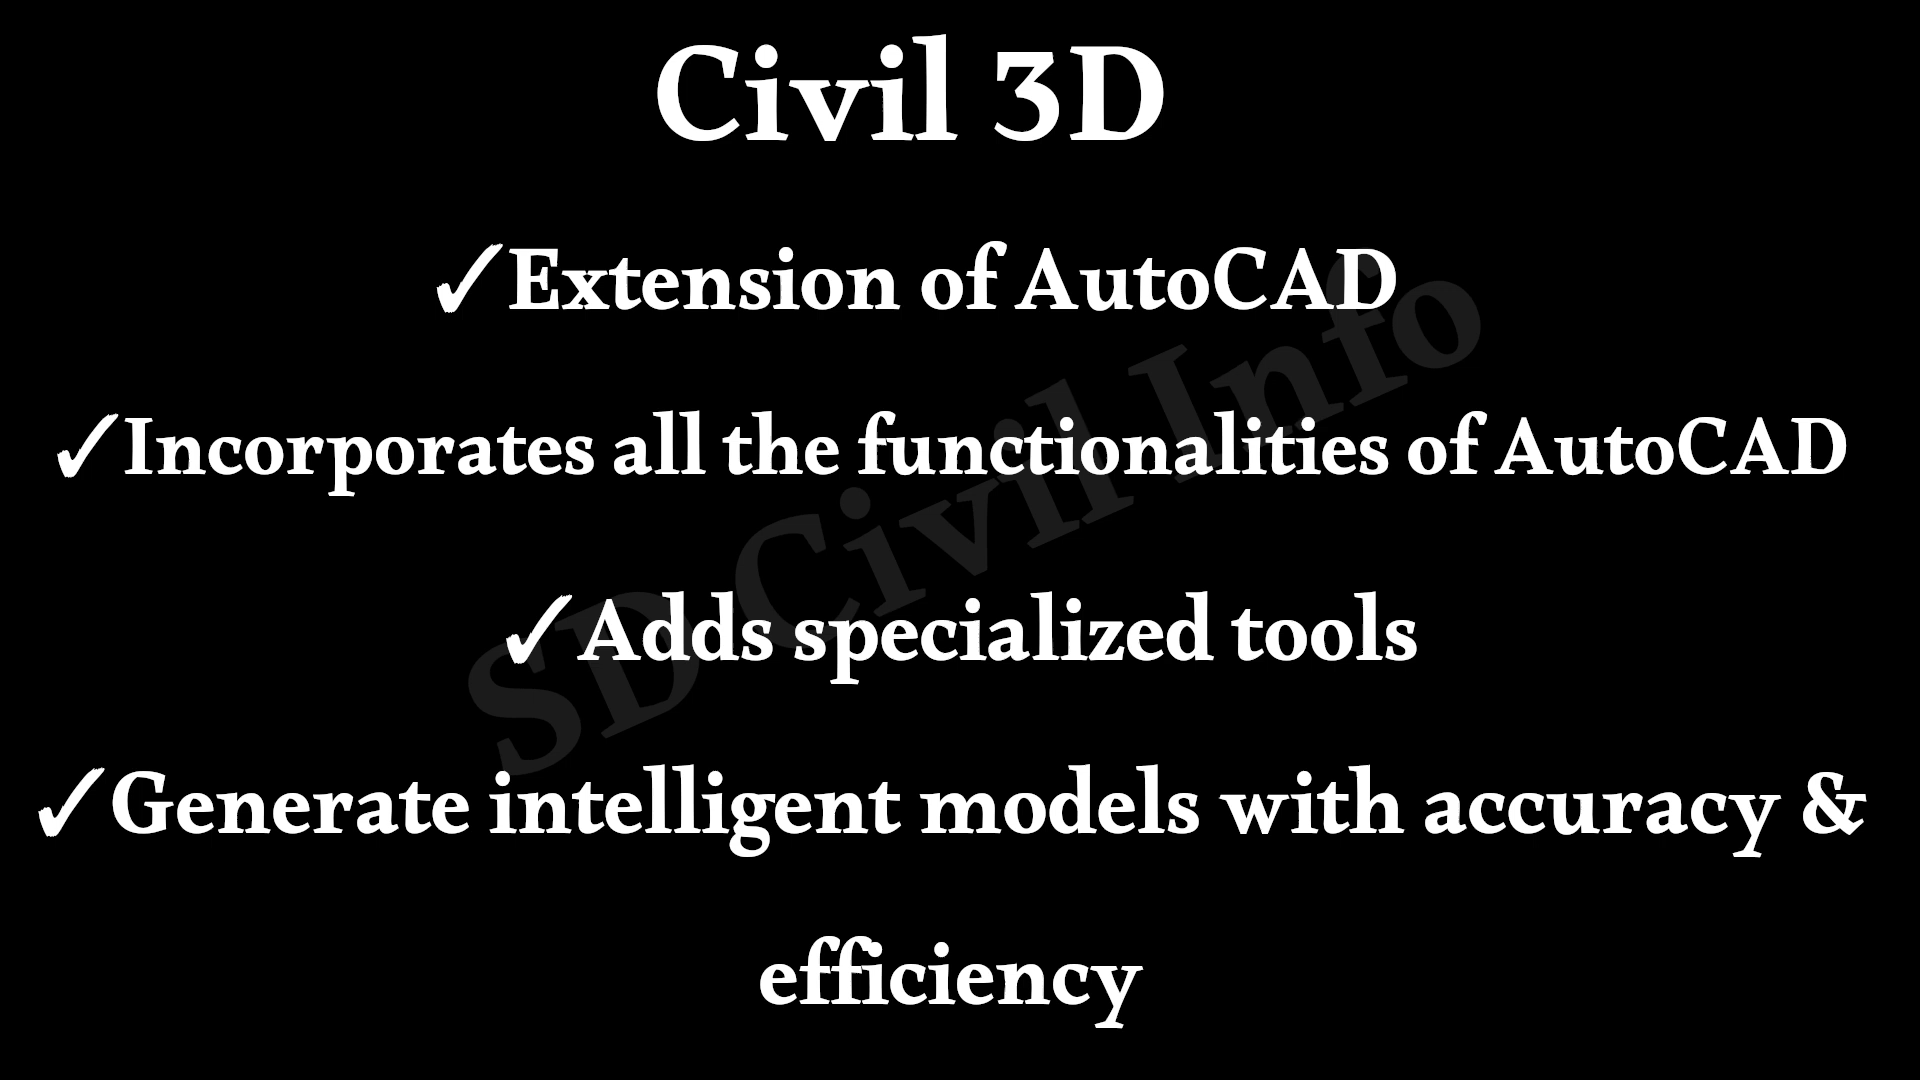 Civil 3D
✓Extension of AutoCAD
✓Incorporates all the functionalities of AutoCAD
✓Adds specialized tools
✓Generate intelligent models with accuracy &
efficiency
SD Civil Info